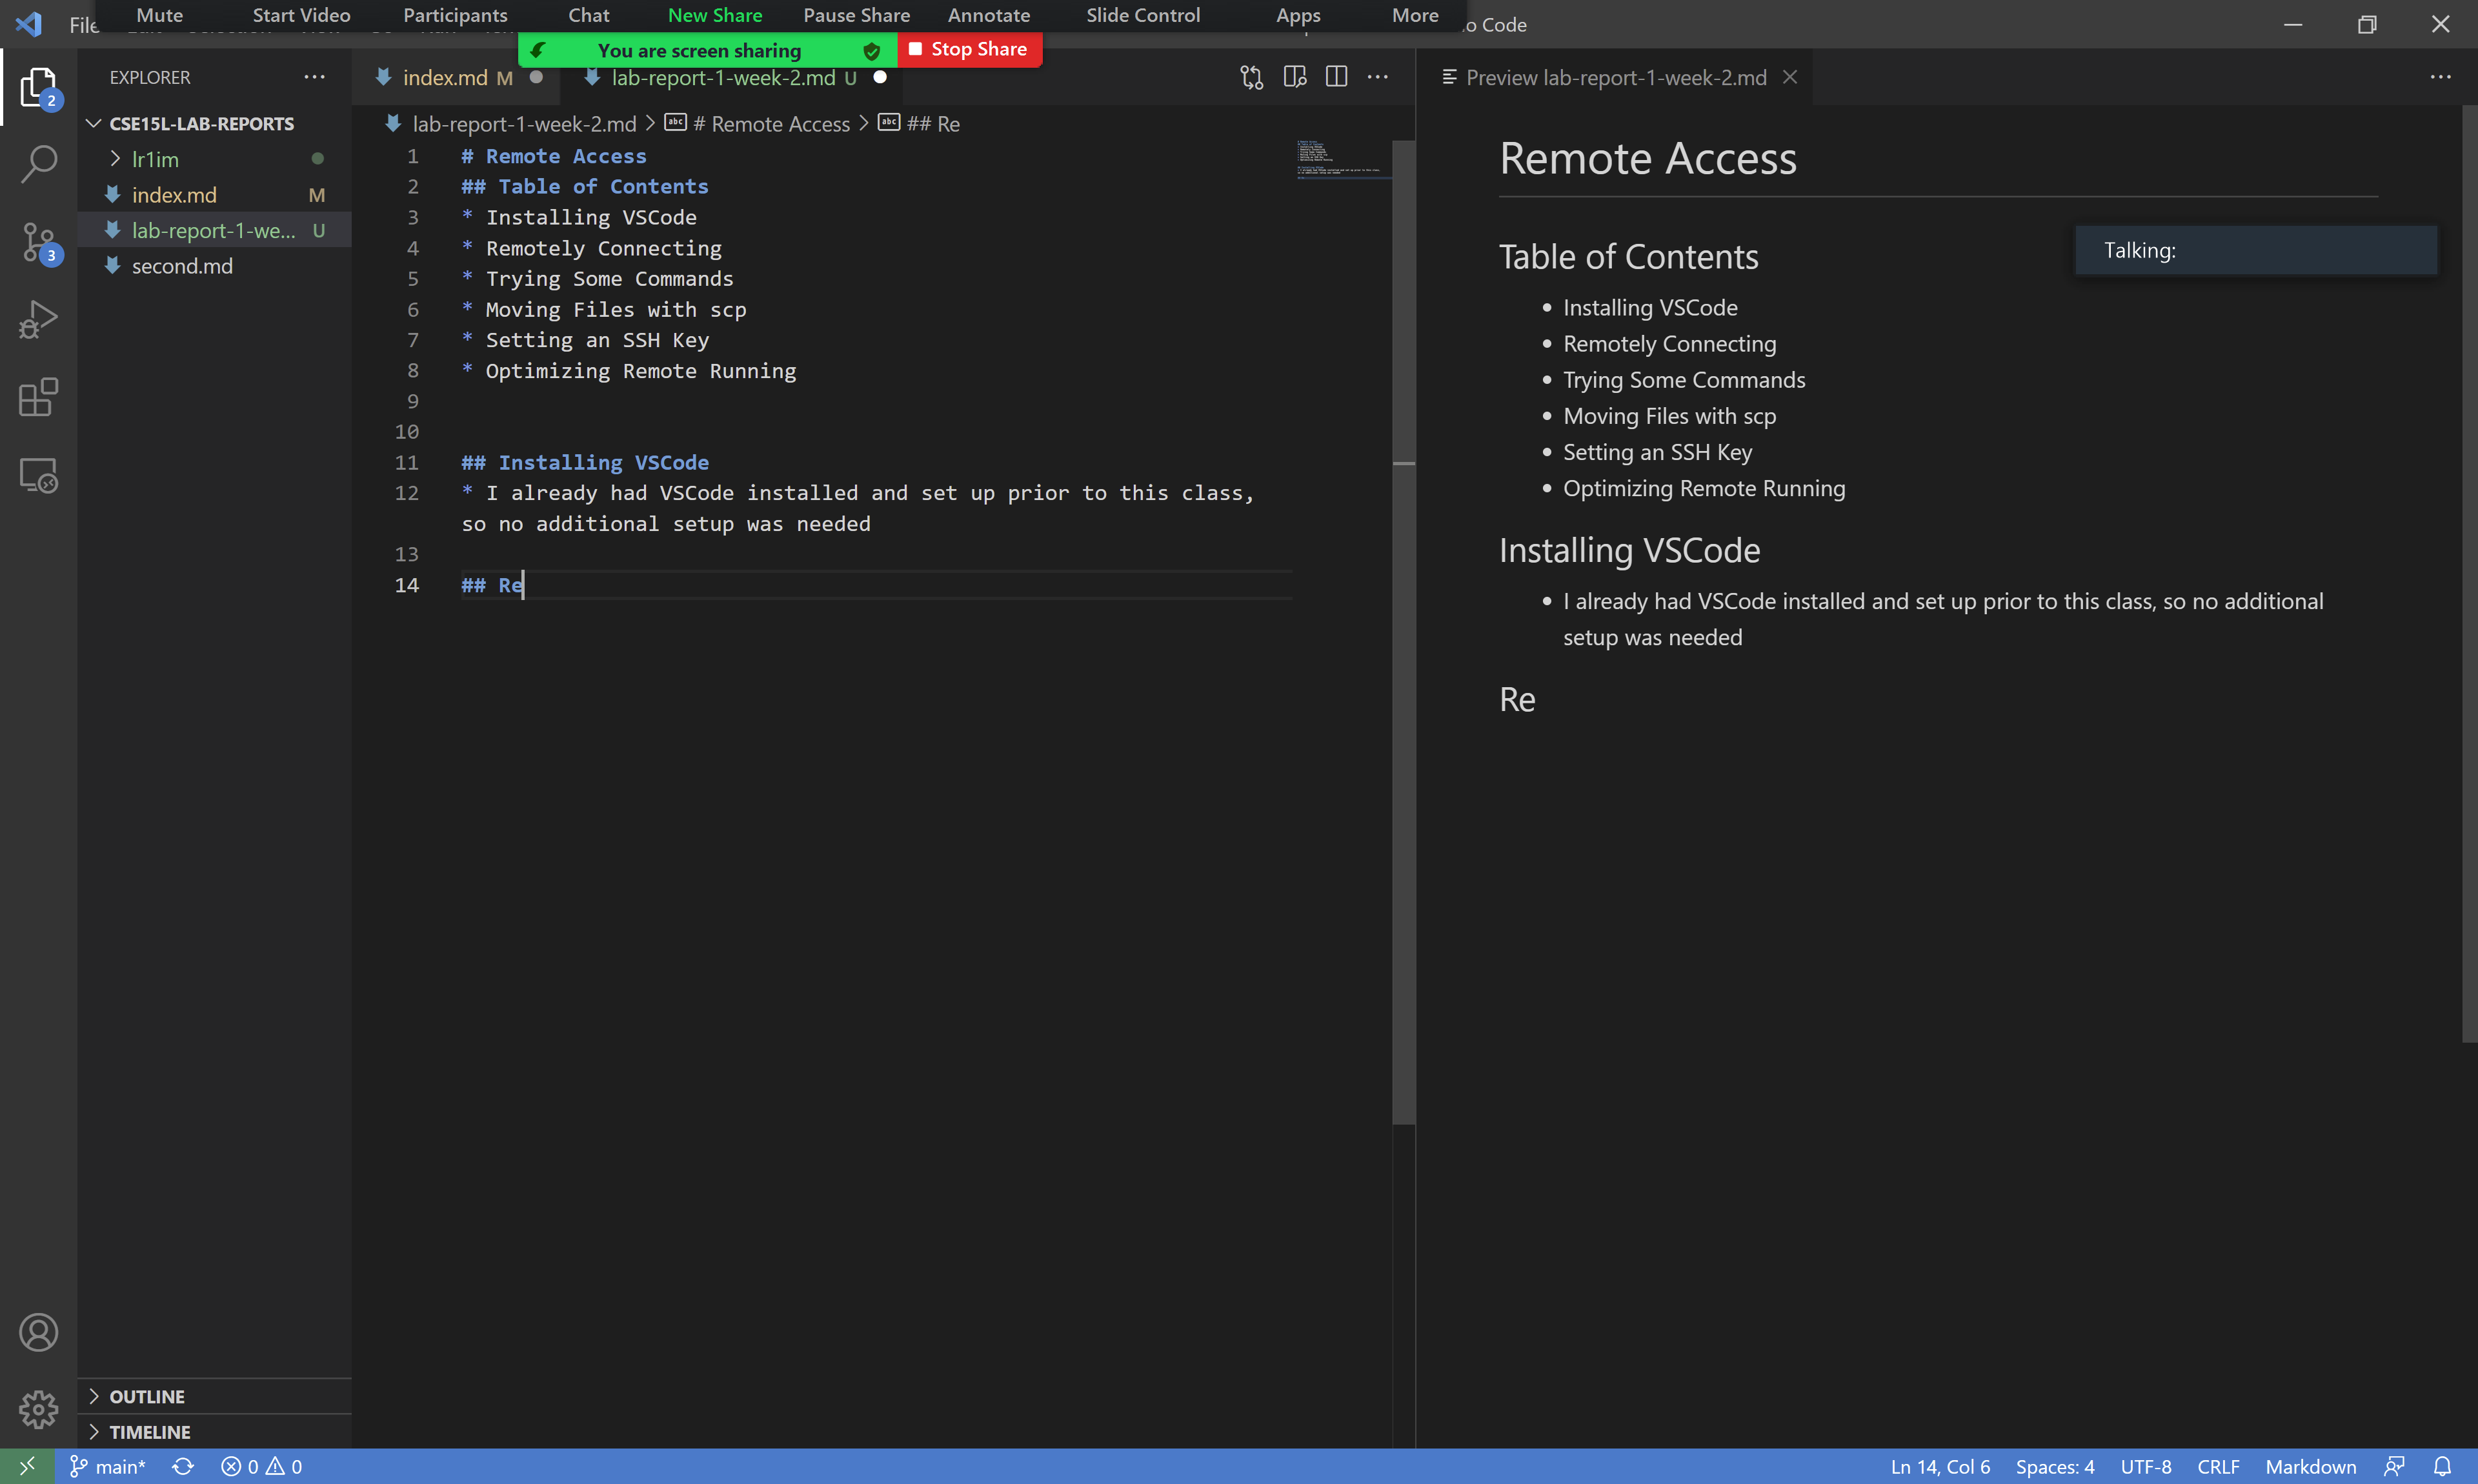 File
Mute Start Video Participants Chat New Share Pause Share Annotate Slide Control Apps More
Code
You are screen sharing Stop Share
EXPLORER
2
CSE15L-LAB-REPORTS
lr1im
index.md M
lab-report-1-we... U
second.md
3
OUTLINE
TIMELINE
index.md M lab-report-1-week-2.md U
lab-report-1-week-2.md > abc # Remote Access > abc ## Re
1 # Remote Access
2 ## Table of Contents
3 * Installing VSCode
4 * Remotely Connecting
5 * Trying Some Commands
6 * Moving Files with scp
7 * Setting an SSH Key
8 * Optimizing Remote Running
9
10
11 ## Installing VSCode
12 * I already had VSCode installed and set up prior to this class,
so no additional setup was needed
13
14 ## Re
Preview lab-report-1-week-2.md
Remote Access
Talking:
Table of Contents
• Installing VSCode
• Remotely Connecting
• Trying Some Commands
• Moving Files with scp
• Setting an SSH Key
• Optimizing Remote Running
Installing VSCode
• I already had VSCode installed and set up prior to this class, so no additional
setup was needed
Re
main* 0 0 Ln 14, Col 6 Spaces: 4 UTF-8 CRLF Markdown